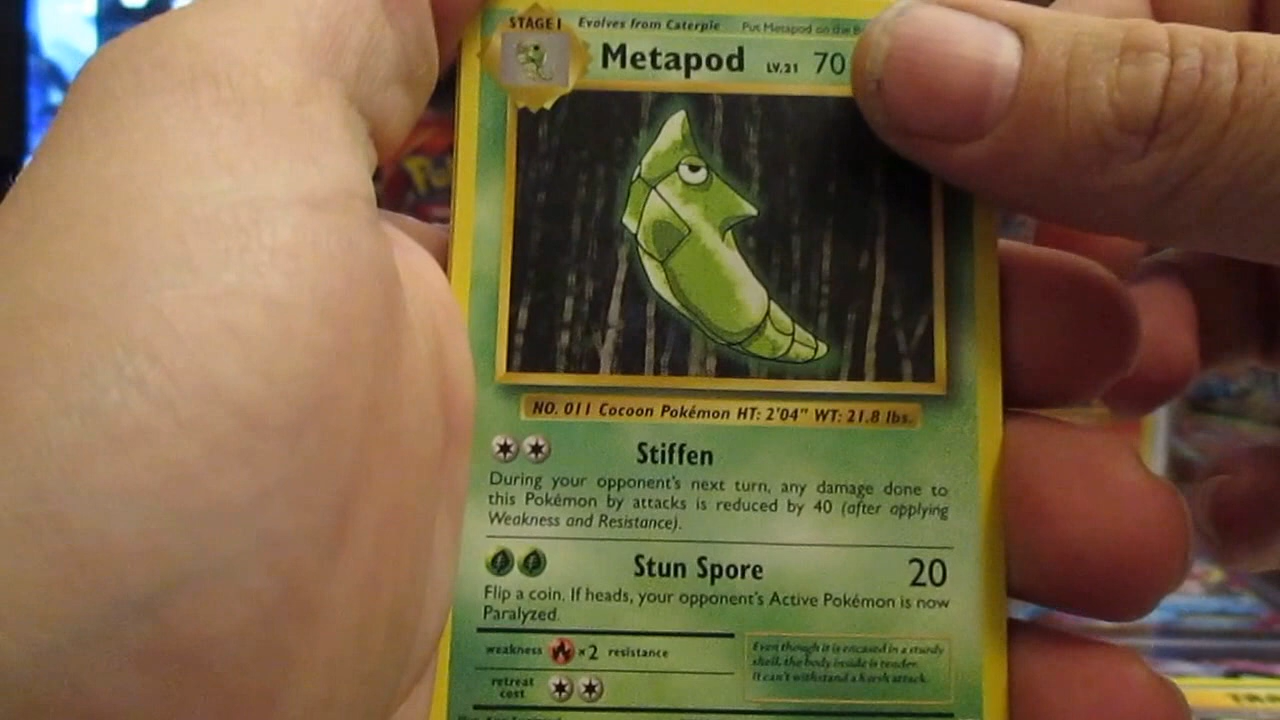 STAGE 1 Evolves from Caterpie Put Metapod on the
Metapod LV.21 70
NO. 011 Cocoon Pokémon HT: 2'04" WT: 21.8 lbs.
Stiffen
During your opponent's next turn, any damage done to
this Pokémon by attacks is reduced by 40 (after applying
Weakness and Resistance).
Stun Spore 20
Flip a coin. If heads, your opponent's Active Pokémon is now
Paralyzed.
weakness ×2 resistance
retreat
cost
Even though it is encased in a sturdy
shell, the body inside is tender.
It can't withstand a harsh attack.